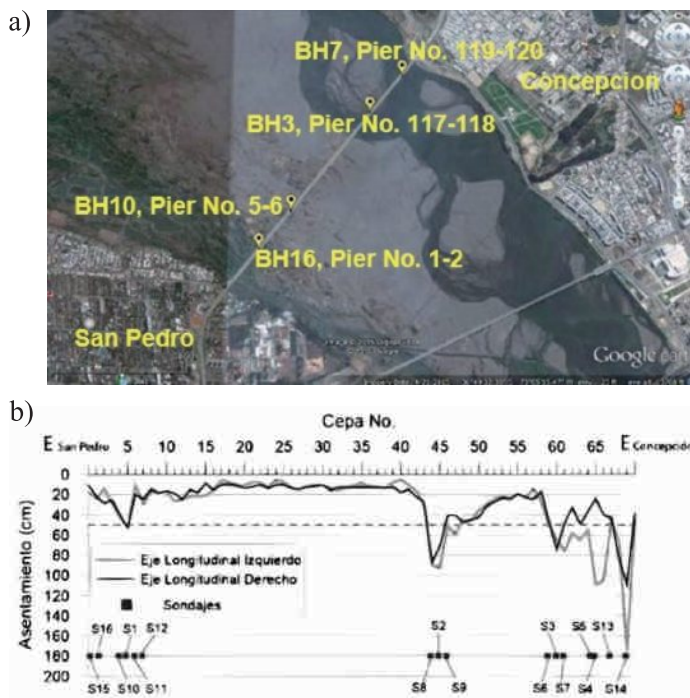 a)
BH7, Pier No. 119-120
Concepcion
BH3, Pier No. 117-118
BH10, Pier No. 5-6
BH16, Pier No. 1-2
San Pedro
Google earth
b)
Cepa No.
E San Pedro 5 10 15 20 25 30 35 40 45 50 55 60 65 E Concepción
Asentamiento (cm)
0
20
40
60
80
100
120
140
160
180
200
Eje Longitudinal Izquierdo
Eje Longitudinal Derecho
Sondajes
S16 S1 S12 S2 S3 S5 S13
S15 S10 S11 S8 S9 S6 S7 S4 S14